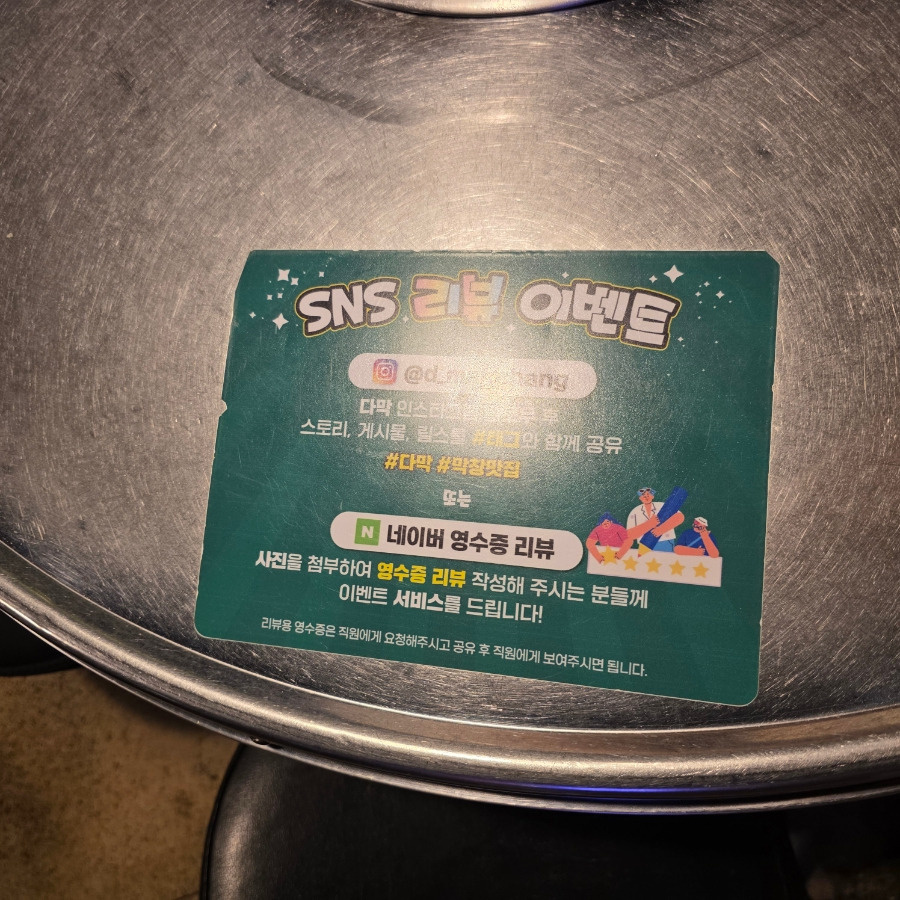 SNS 리뷰 이벤트
다막
스토리, 게시물, 릴스를 #태그와 함께 공유
#다막 #막창맛집
또는
N 네이버 영수증 리뷰
사진을 첨부하여 영수증 리뷰 작성해 주시는 분들께
이벤트 서비스를 드립니다!
리뷰용 영수증은 직원에게 요청해주시고 공유 후 직원에게 보여주시면 됩니다.